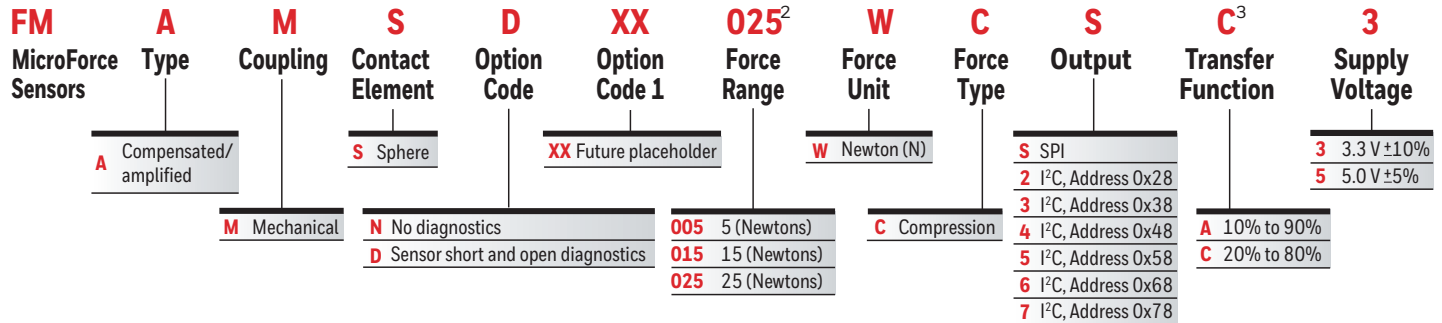 FM A M S D XX 025² W C S C³ 3
MicroForce Sensors
Type
Coupling
Contact Element
Option Code
Option Code 1
Force Range
Force Unit
Force Type
Output
Transfer Function
Supply Voltage
A Compensated/ amplified
M Mechanical
S Sphere
N No diagnostics
D Sensor short and open diagnostics
XX Future placeholder
005 5 (Newtons)
015 15 (Newtons)
025 25 (Newtons)
W Newton (N)
C Compression
S SPI
2 I²C, Address 0x28
3 I²C, Address 0x38
4 I²C, Address 0x48
5 I²C, Address 0x58
6 I²C, Address 0x68
7 I²C, Address 0x78
A 10% to 90%
C 20% to 80%
3 3.3 V ±10%
5 5.0 V ±5%